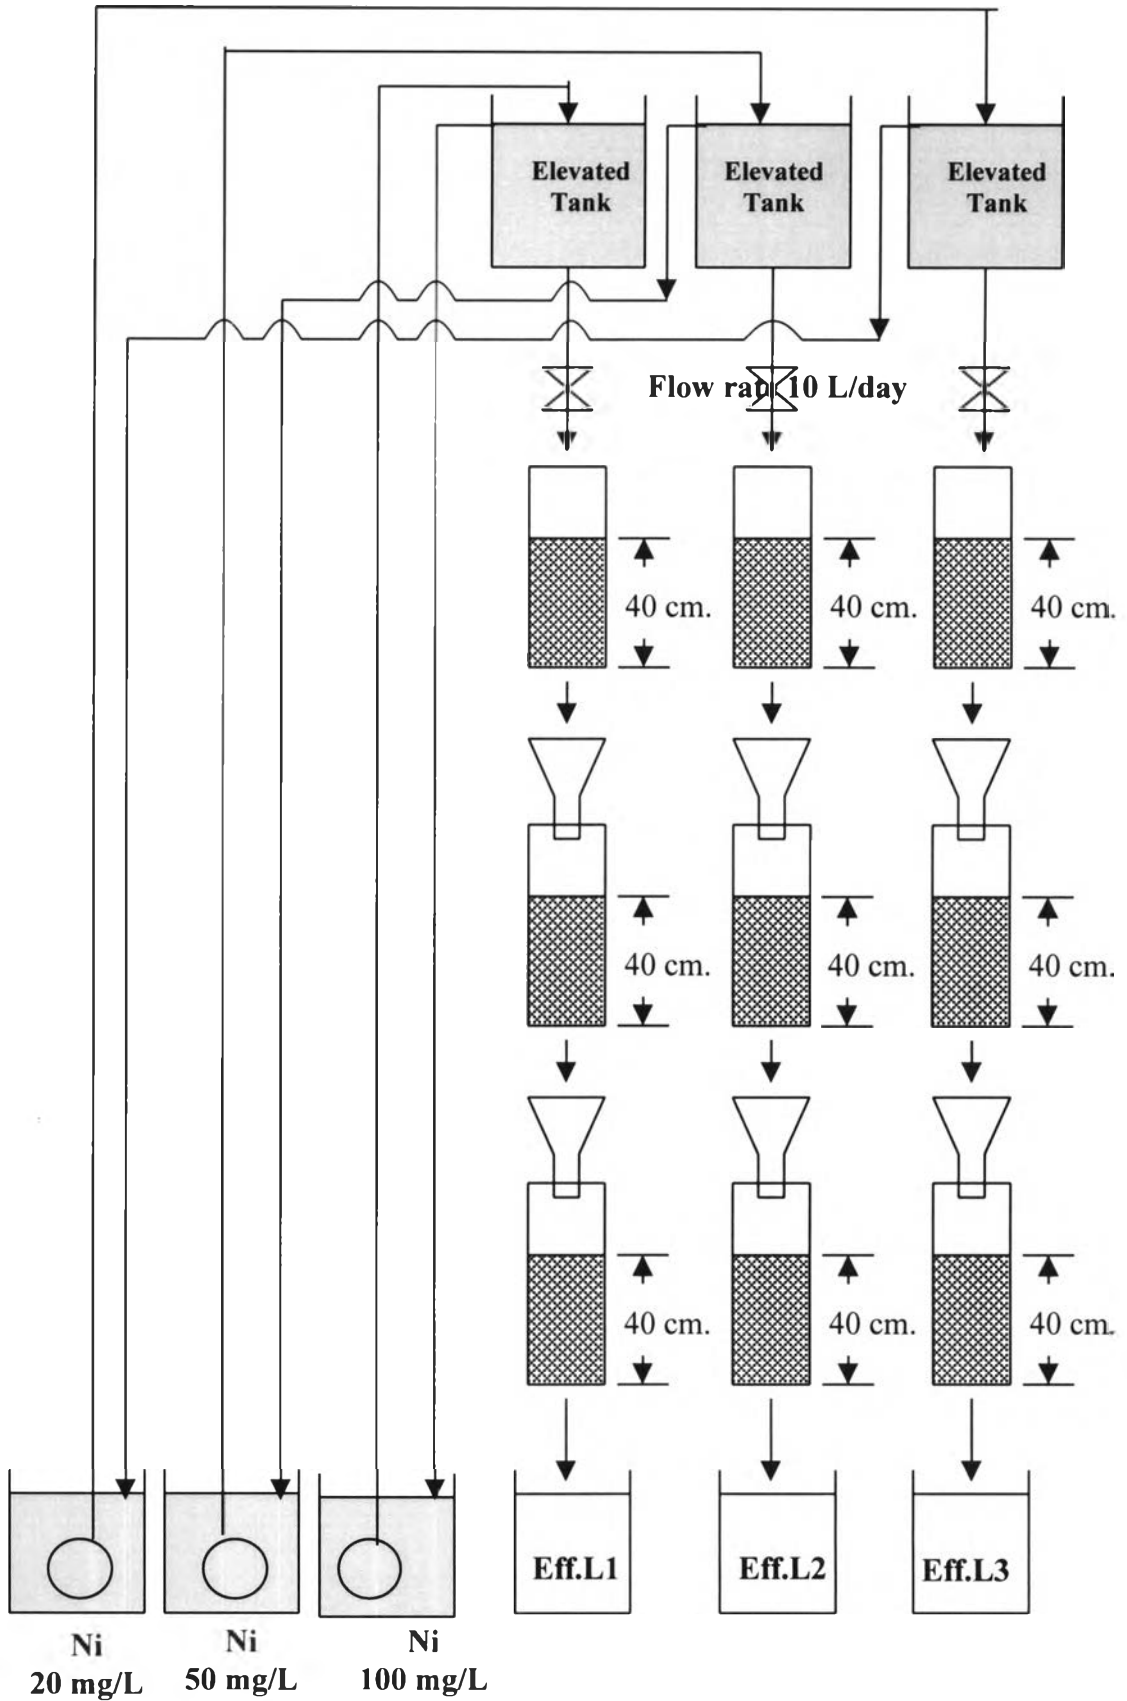 Elevated
Tank
Elevated
Tank
Elevated
Tank
Flow rate 10 L/day
40 cm.
40 cm.
40 cm.
40 cm.
40 cm.
40 cm.
40 cm.
40 cm.
40 cm.
Eff.L1
Eff.L2
Eff.L3
Ni
20 mg/L
Ni
50 mg/L
Ni
100 mg/L